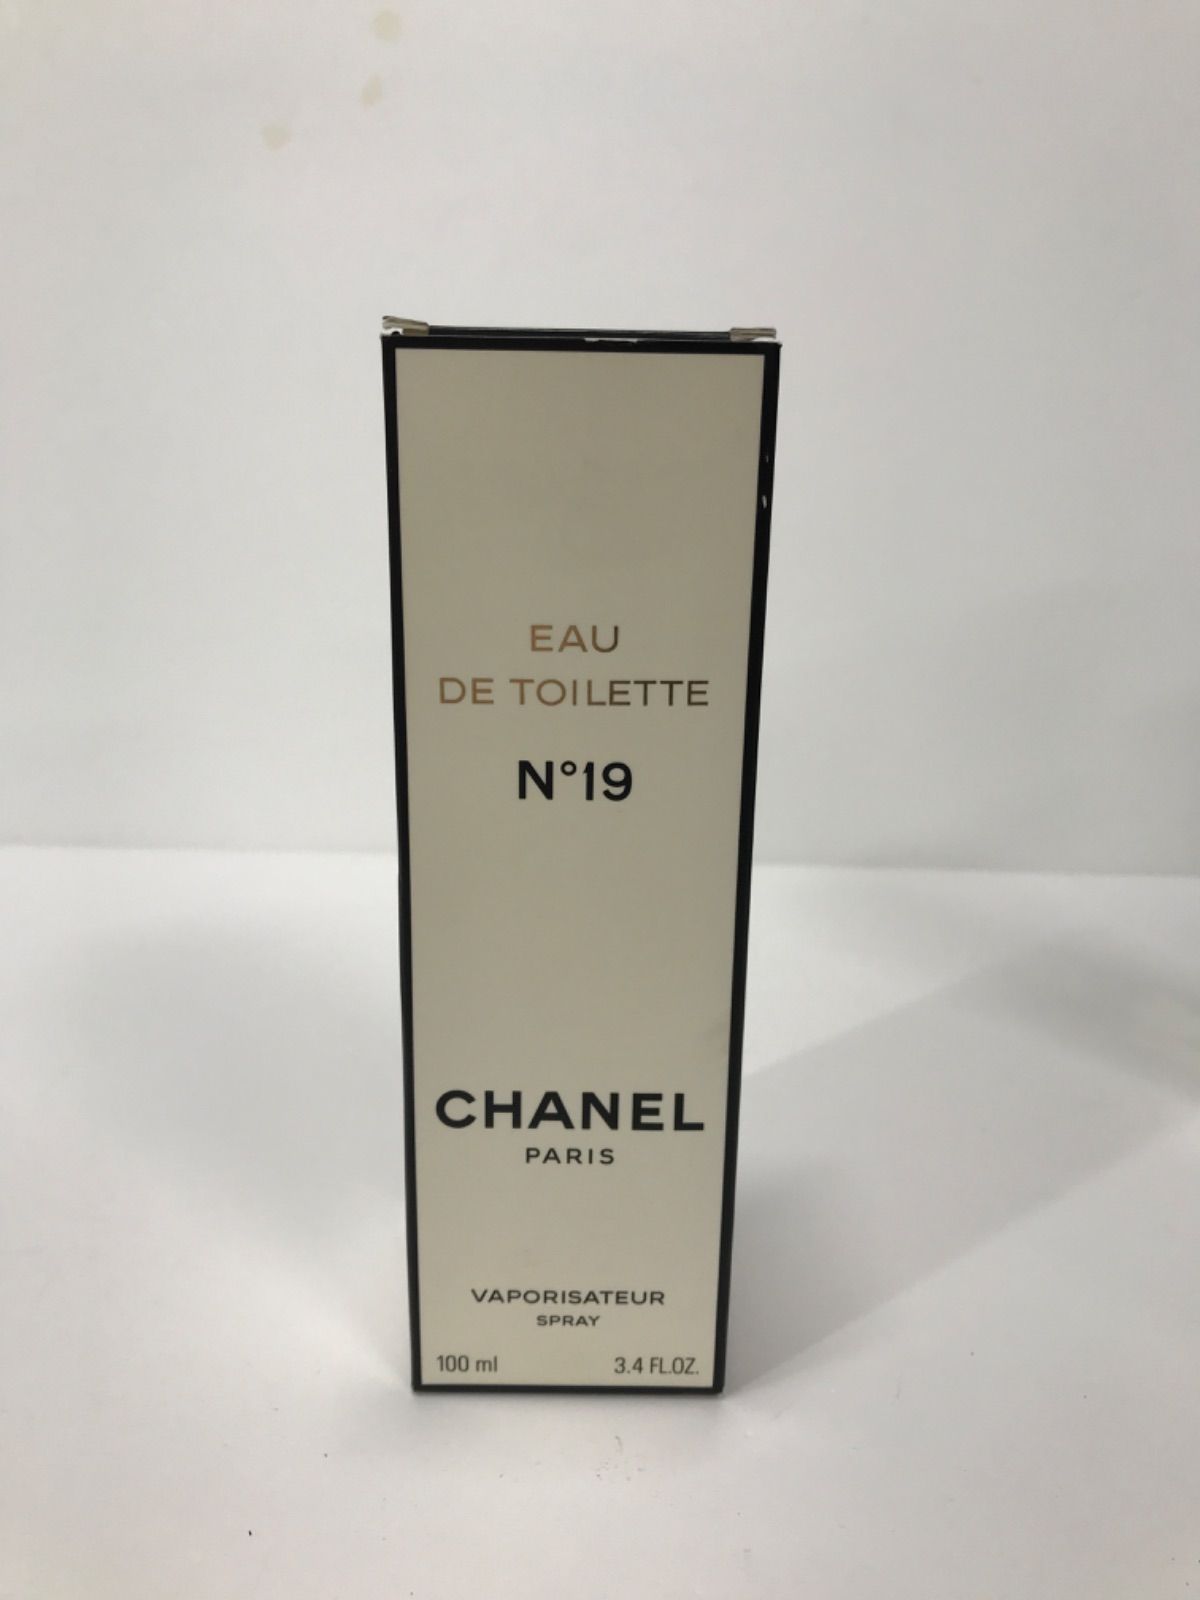 EAU
DE TOILETTE
N°19
CHANEL
PARIS
VAPORISATEUR
SPRAY
100 ml 3.4 FL.OZ.